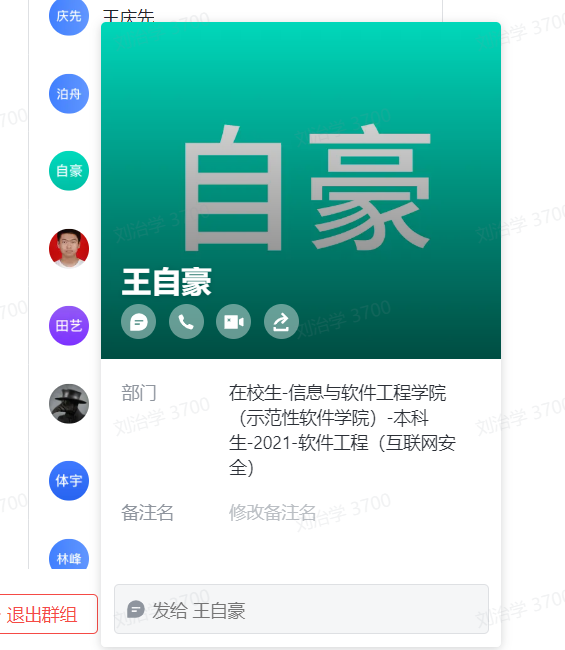 庆先
王庆先
泊舟
自豪
自豪
王自豪
田艺
体宇
林峰
部门
在校生-信息与软件工程学院
（示范性软件学院）-本科
生-2021-软件工程（互联网安
全）
备注名
修改备注名
退出群组
发给 王自豪
刘治学 3700